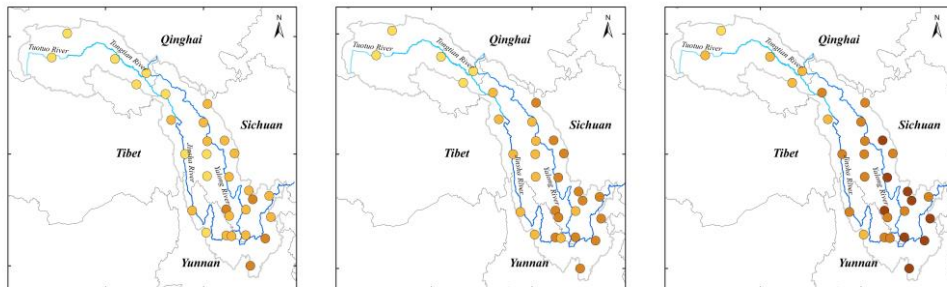 N
Qinghai
Tuotuo River
Tongtian River
Sichuan
Tibet
Jinsha River
Yalong River
Yunnan
N
Qinghai
Tuotuo River
Tongtian River
Sichuan
Tibet
Jinsha River
Yalong River
Yunnan
N
Qinghai
Tuotuo River
Tongtian River
Sichuan
Tibet
Jinsha River
Yalong River
Yunnan